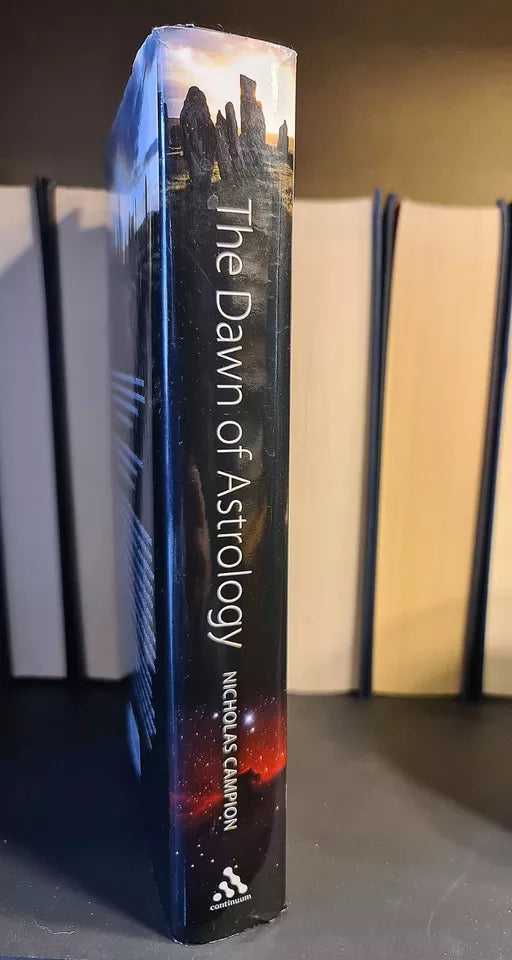 The Dawn of Astrology
NICHOLAS CAMPION
continuum